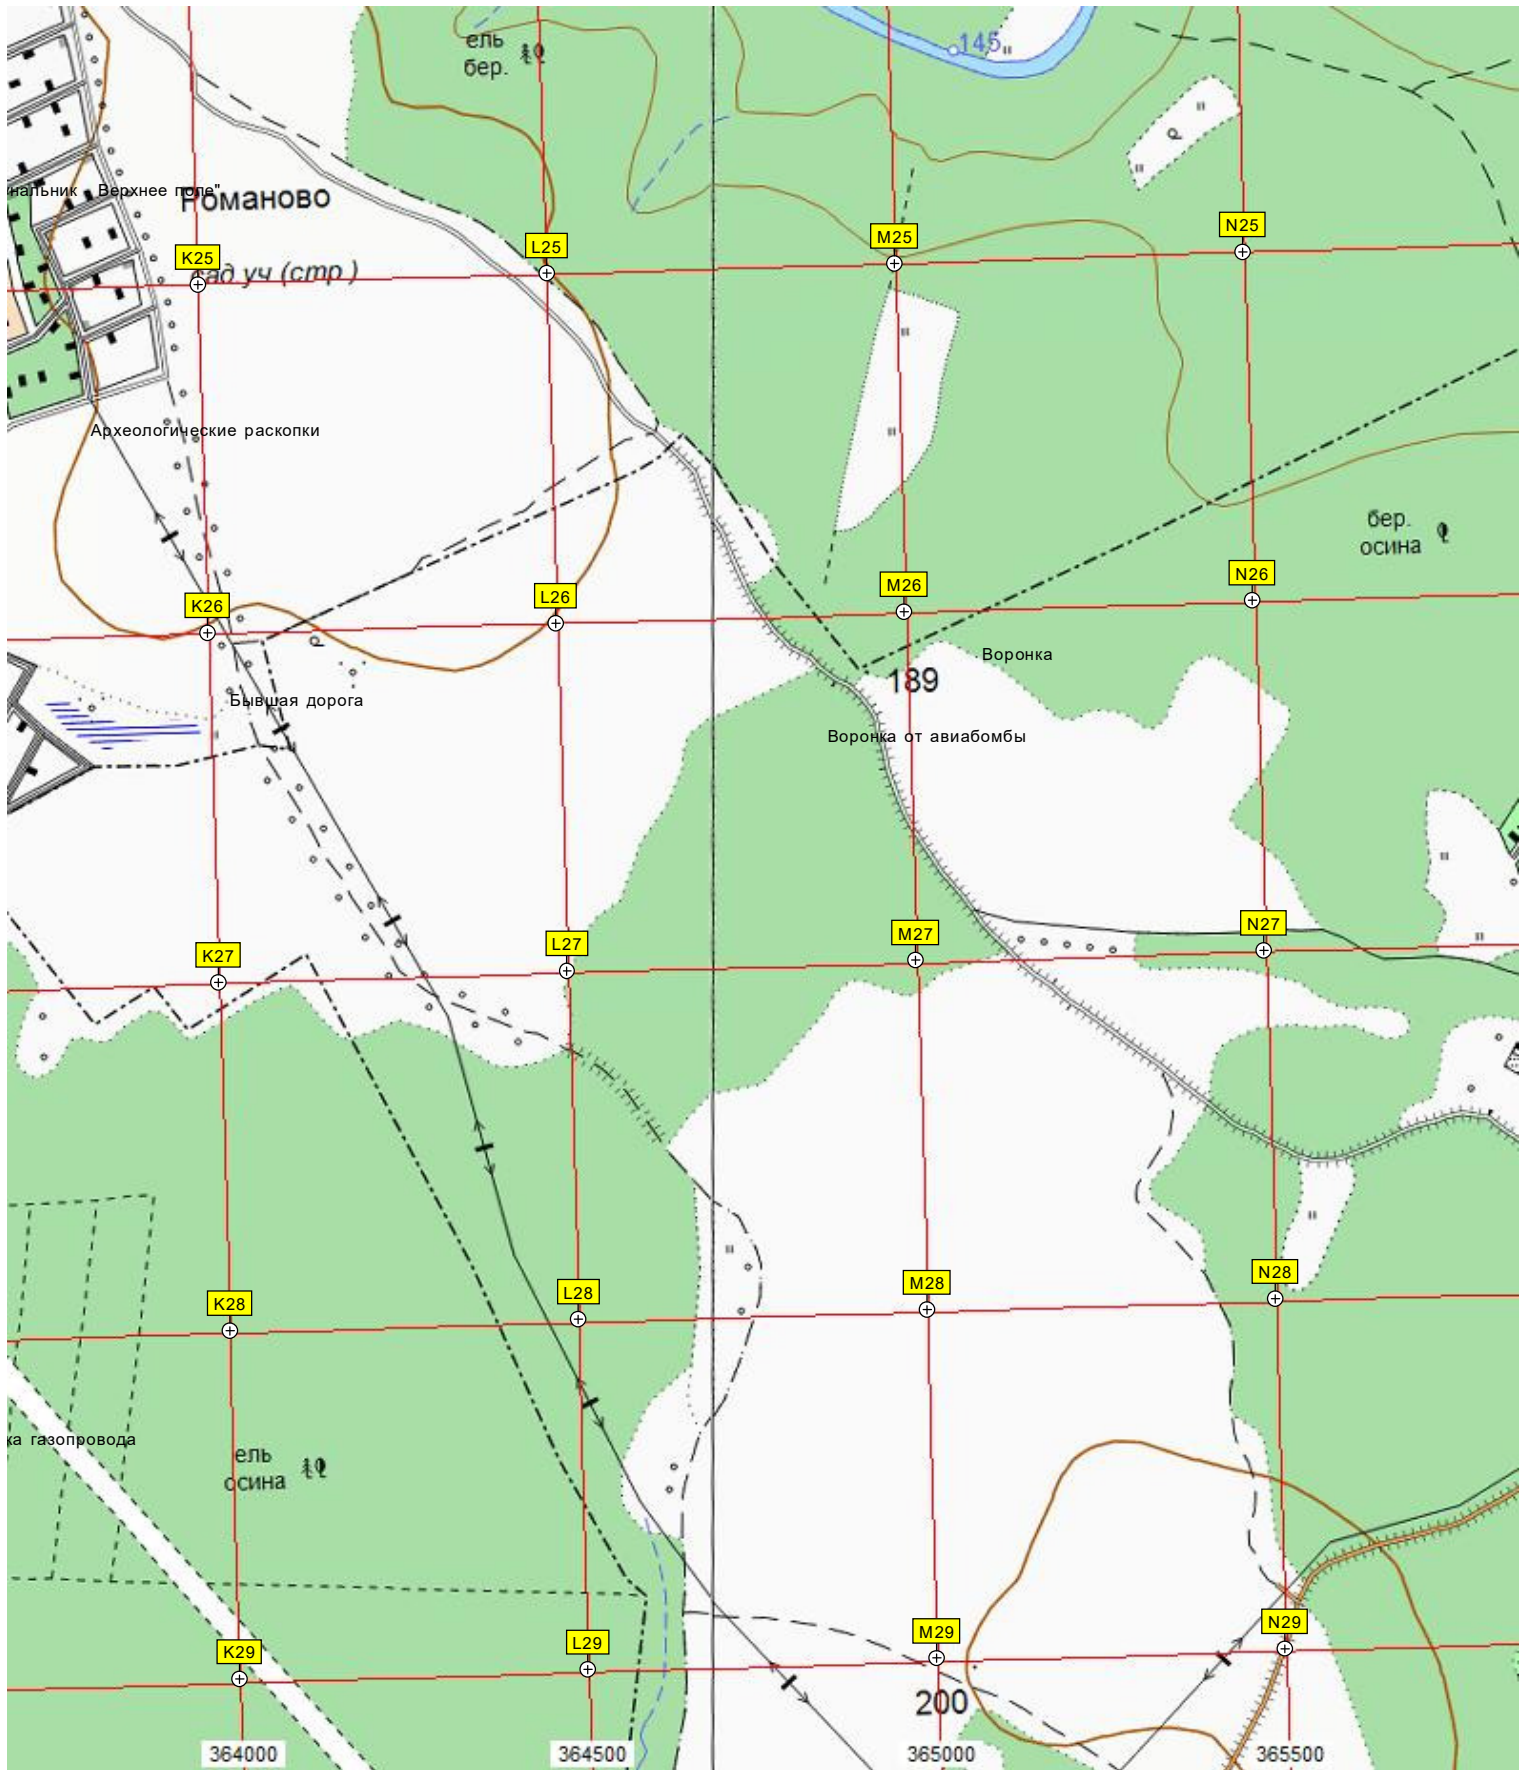 ель
бер.
145
нальник "Верхнее поле"
Романово
N25
M25
L25
K25
сад.уч (стр.)
Археологические раскопки
бер.
осина
N26
M26
L26
K26
Воронка
189
Бывшая дорога
Воронка от авиабомбы
N27
M27
L27
K27
N28
M28
L28
K28
ка газопровода
ель
осина
N29
M29
L29
K29
200
364000
364500
365000
365500